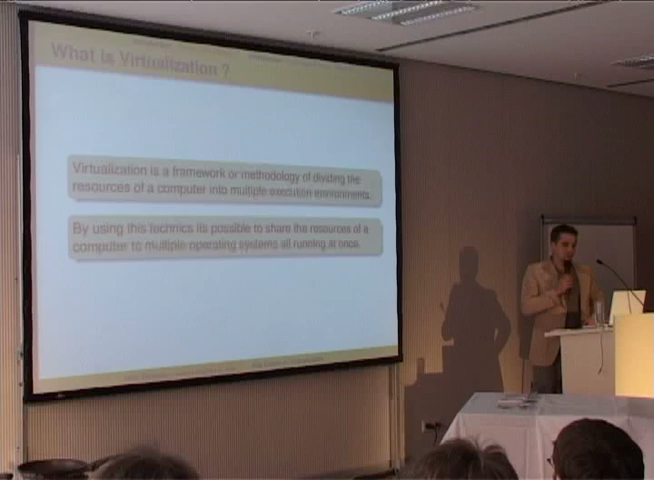 What is Virtualization ?
Virtualization is a framework or methodology of dividing the
resources of a computer into multiple execution environments.
By using this technics its possible to share the resources of a
computer to multiple operating systems all running at once.